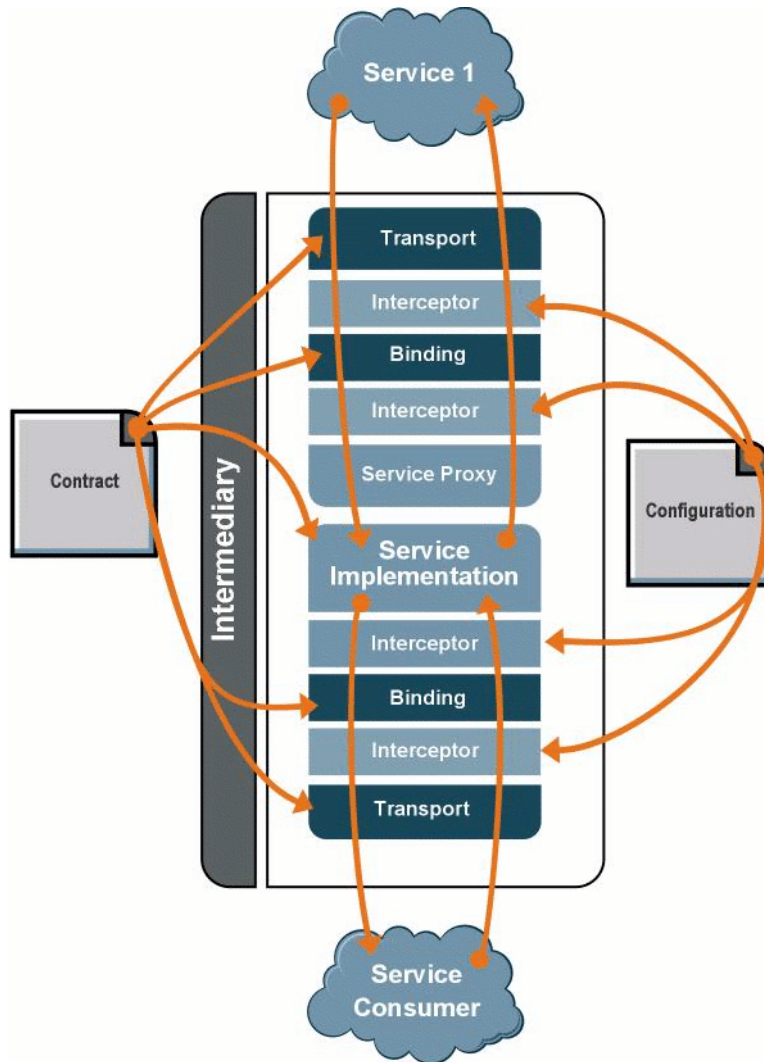 Service 1
Transport
Interceptor
Binding
Interceptor
Service Proxy
Contract
Intermediary
Configuration
Service
Implementation
Interceptor
Binding
Interceptor
Transport
Service
Consumer